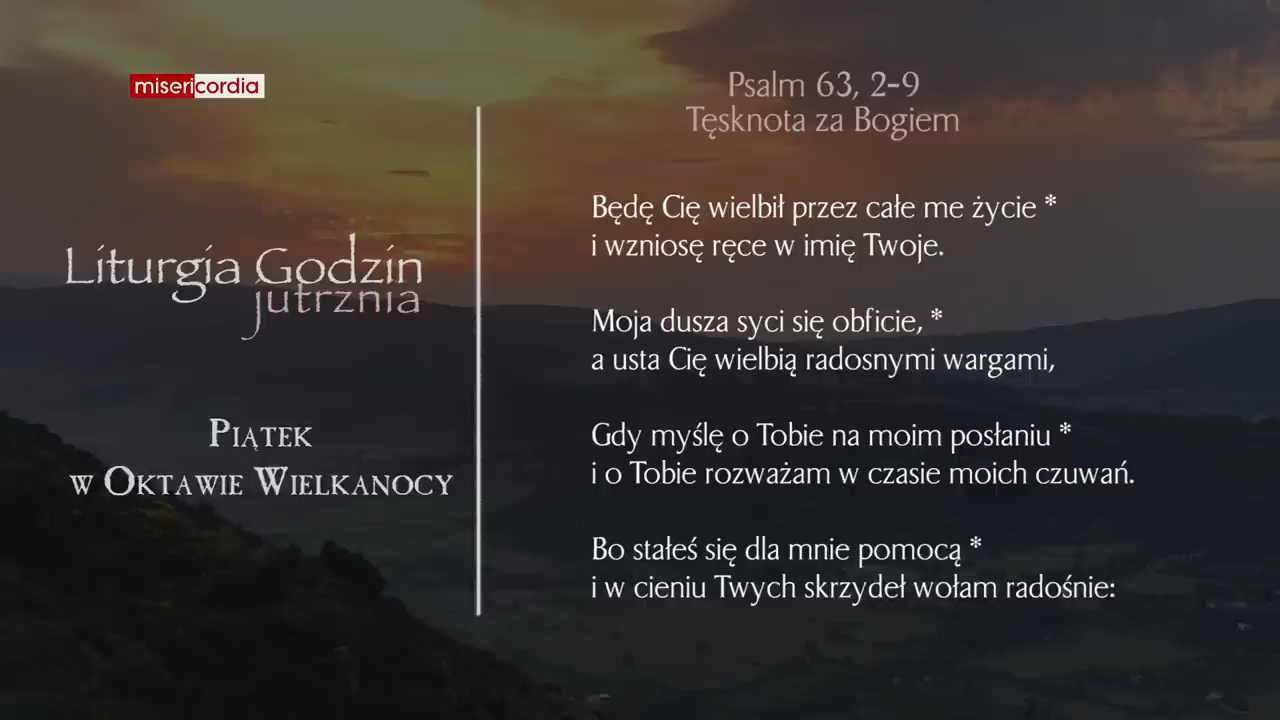 misericordia
Liturgia Godzin
jutrznia
Piątek
w Oktawie Wielkanocy
Psalm 63, 2-9
Tęsknota za Bogiem
Będę Cię wielbił przez całe me życie *
i wzniosę ręce w imię Twoje.
Moja dusza syci się obficie, *
a usta Cię wielbią radosnymi wargami,
Gdy myślę o Tobie na moim posłaniu *
i o Tobie rozważam w czasie moich czuwań.
Bo stałeś się dla mnie pomocą *
i w cieniu Twych skrzydeł wołam radośnie: